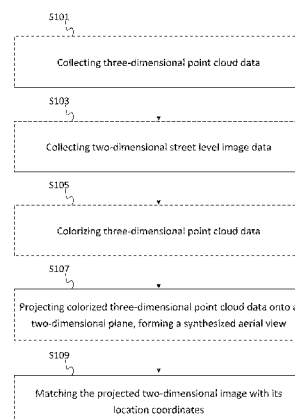 S101
Collecting three-dimensional point cloud data
S103
Collecting two-dimensional street level image data
S105
Colorizing three-dimensional point cloud data
S107
Projecting colorized three-dimensional point cloud data onto a
two-dimensional plane, forming a synthesized aerial view
S109
Matching the projected two-dimensional image with its
location coordinates